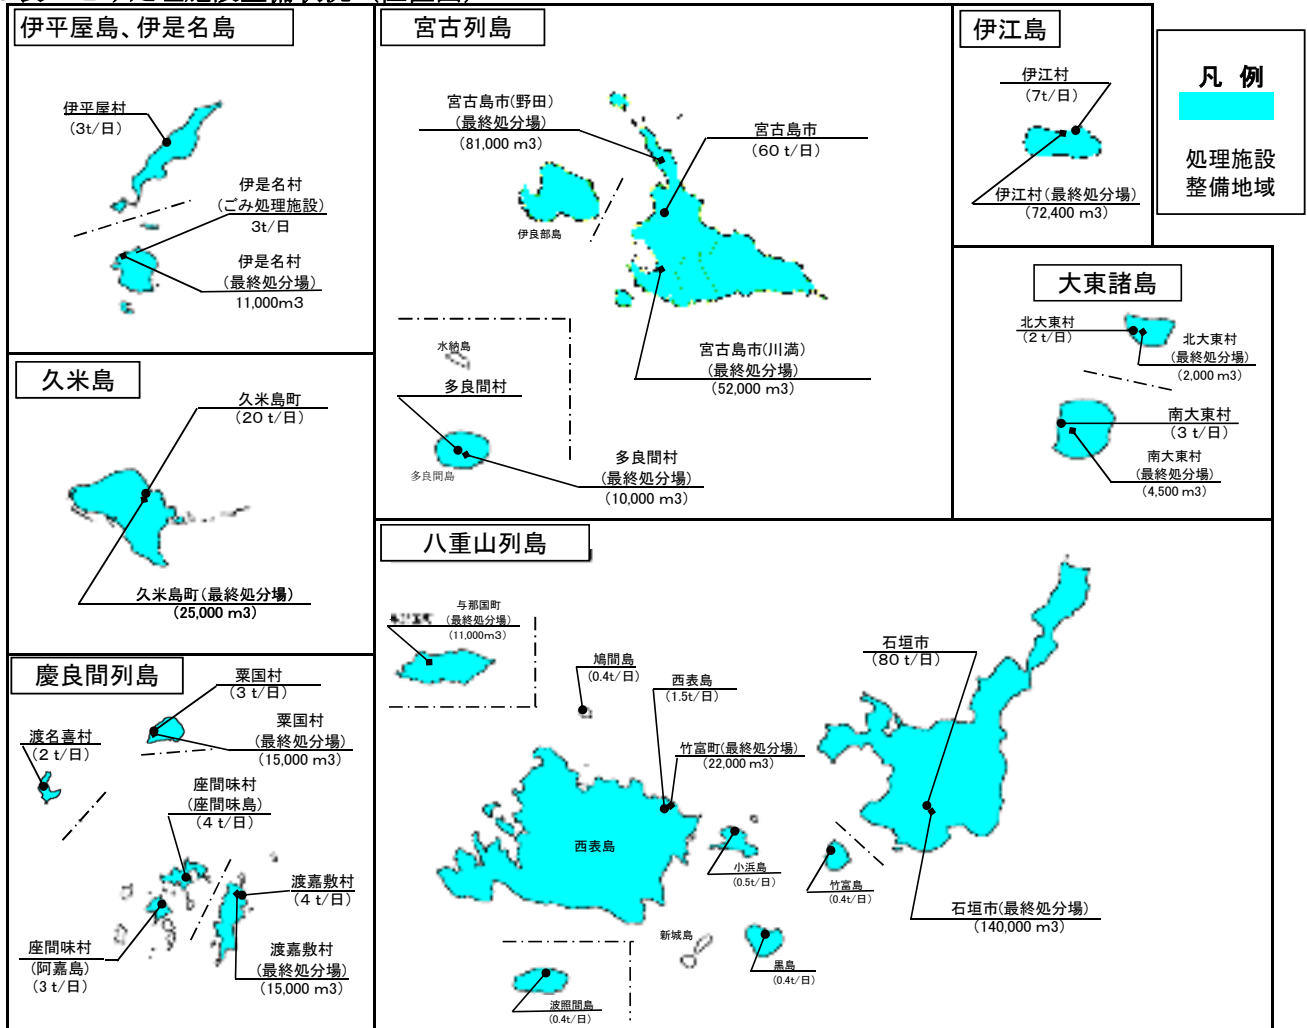 伊平屋島、伊是名島
伊平屋村
(3t/日)
伊是名村
(ごみ処理施設)
3t/日
伊是名村
(最終処分場)
11,000m3
久米島
久米島町
(20 t/日)
久米島町(最終処分場)
(25,000 m3)
慶良間列島
粟国村
(3 t/日)
粟国村
(最終処分場)
(15,000 m3)
渡名喜村
(2 t/日)
座間味村
(座間味島)
(4 t/日)
渡嘉敷村
(4 t/日)
座間味村
(阿嘉島)
(3 t/日)
渡嘉敷村
(最終処分場)
(15,000 m3)
宮古列島
宮古島市(野田)
(最終処分場)
(81,000 m3)
宮古島市
(60 t/日)
伊良部島
宮古島市(川満)
(最終処分場)
(52,000 m3)
水納島
多良間村
多良間島
多良間村
(最終処分場)
(10,000 m3)
伊江島
伊江村
(7t/日)
伊江村(最終処分場)
(72,400 m3)
凡 例
処理施設
整備地域
大東諸島
北大東村
(2 t/日)
北大東村
(最終処分場)
(2,000 m3)
南大東村
(3 t/日)
南大東村
(最終処分場)
(4,500 m3)
八重山列島
与那国町
(最終処分場)
(11,000m3)
鳩間島
(0.4t/日)
西表島
(1.5t/日)
竹富町(最終処分場)
(22,000 m3)
石垣市
(80 t/日)
西表島
小浜島
(0.5t/日)
竹富島
(0.4t/日)
石垣市(最終処分場)
(140,000 m3)
新城島
黒島
(0.4t/日)
波照間島
(0.4t/日)